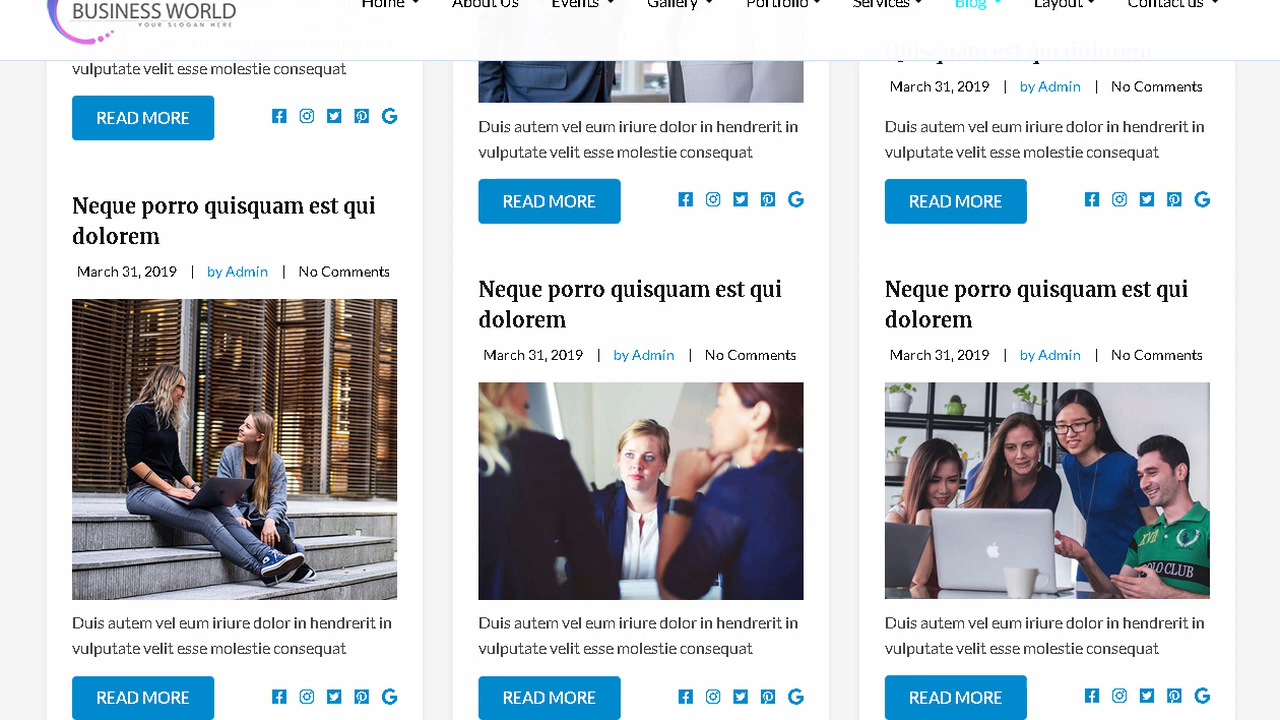 BUSINESS WORLD
YOUR SLOGAN HERE
Home About Us Events Gallery Portfolio Services Blog Layout Contact us
vulputate velit esse molestie consequat
READ MORE
Neque porro quisquam est qui
dolorem
March 31, 2019 | by Admin | No Comments
Duis autem vel eum iriure dolor in hendrerit in
vulputate velit esse molestie consequat
READ MORE
Duis autem vel eum iriure dolor in hendrerit in
vulputate velit esse molestie consequat
READ MORE
Neque porro quisquam est qui
dolorem
March 31, 2019 | by Admin | No Comments
Duis autem vel eum iriure dolor in hendrerit in
vulputate velit esse molestie consequat
READ MORE
March 31, 2019 | by Admin | No Comments
Duis autem vel eum iriure dolor in hendrerit in
vulputate velit esse molestie consequat
READ MORE
Neque porro quisquam est qui
dolorem
March 31, 2019 | by Admin | No Comments
XVII
POLO CLUB
Duis autem vel eum iriure dolor in hendrerit in
vulputate velit esse molestie consequat
READ MORE